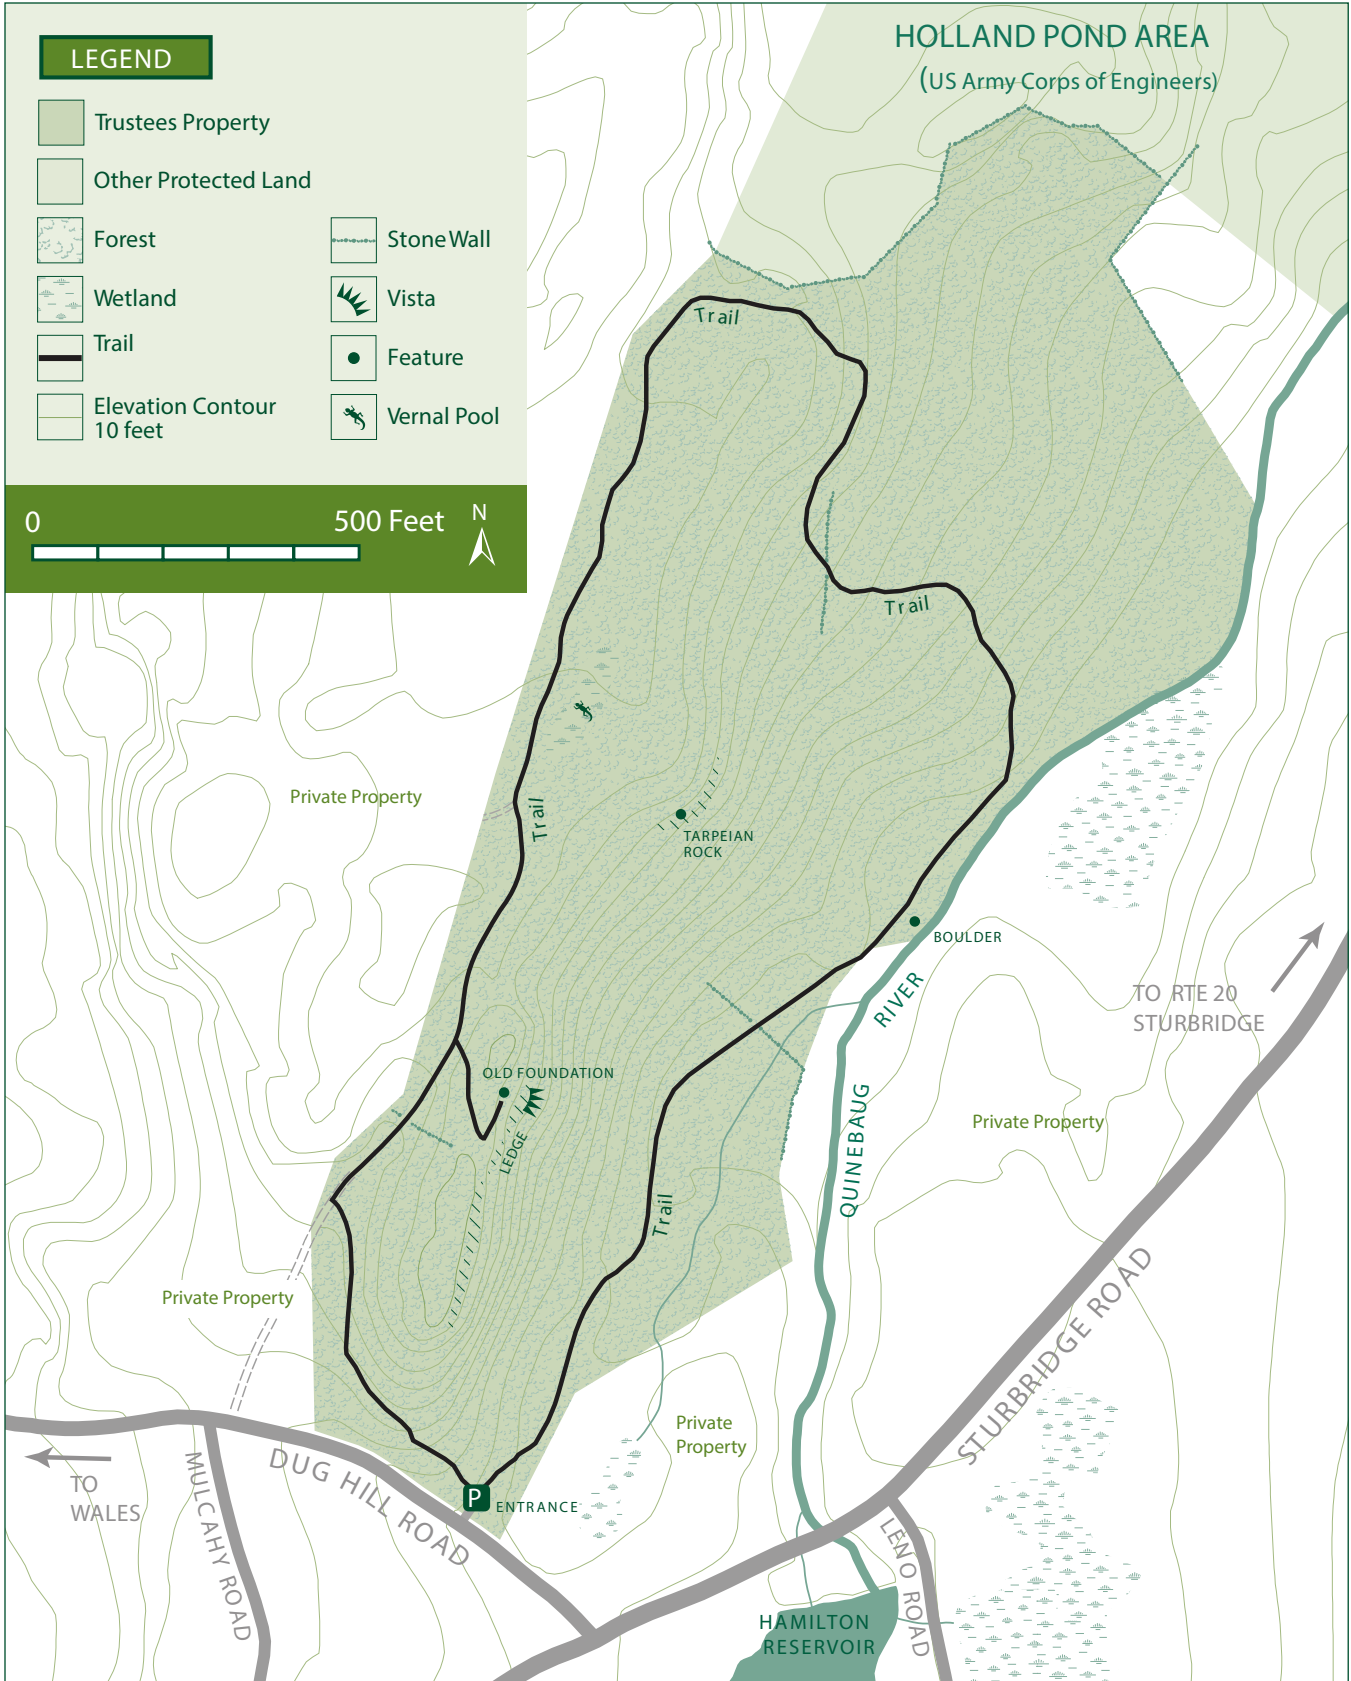 HOLLAND POND AREA
(US Army Corps of Engineers)
LEGEND
Trustees Property
Other Protected Land
Forest
Wetland
Trail
Elevation Contour
10 feet
Stone Wall
Vista
Feature
Vernal Pool
0
500 Feet
N
Trail
Trail
Private Property
Trail
TARPEIAN
ROCK
BOULDER
RIVER
TO RTE 20
STURBRIDGE
OLD FOUNDATION
LEDGE
QUINEBAUG
Private Property
Trail
Private Property
STURBRIDGE ROAD
Private
Property
TO
WALES
MULCAHY ROAD
DUG HILL ROAD
P
ENTRANCE
LENO ROAD
HAMILTON
RESERVOIR